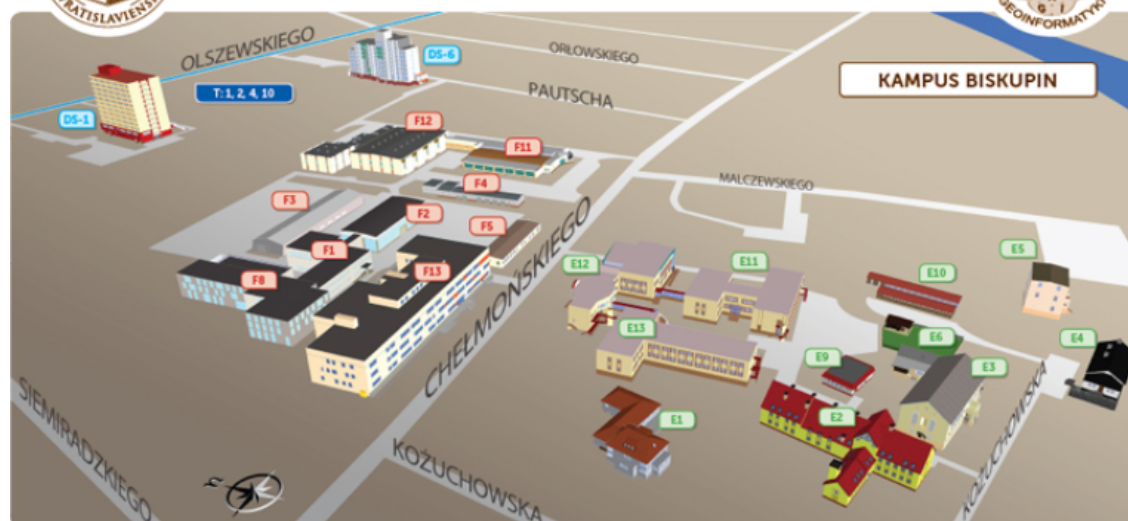 RATISLAVIENS
GEOINFORMATYKI
KAMPUS BISKUPIN
OLSZEWSKIEGO
DS-6
ORŁOWSKIEGO
DS-1
T: 1, 2, 4, 10
PAUTSCHA
F12
F11
F4
MALCZEWSKIEGO
F3
F2
F5
F1
F8
F13
CHEŁMOŃSKIEGO
E12
E11
E10
E5
E13
E6
E4
E9
E3
E1
E2
SIEMIRADZKIEGO
KOŻUCHOWSKA
KOŻUCHOWSKA